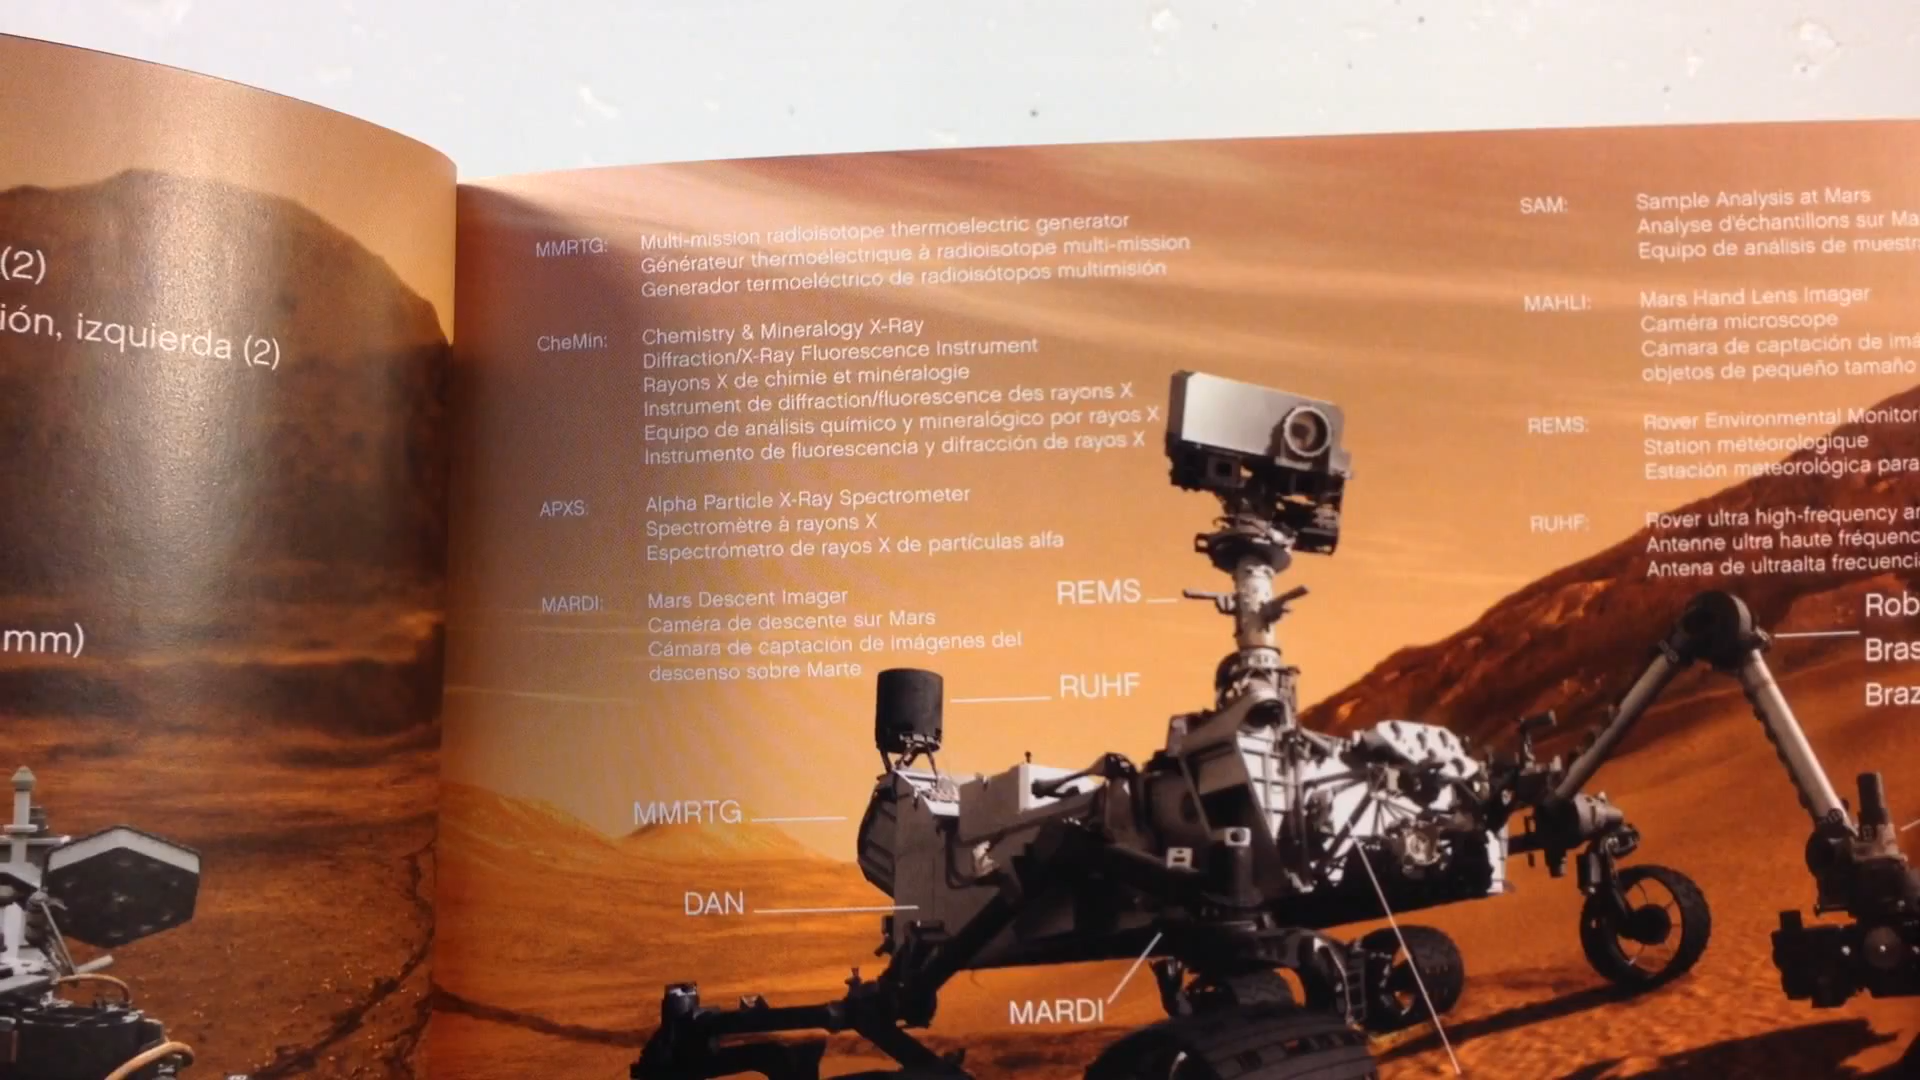 (2)
ión, izquierda (2)
mm)
MMRTG: Multi-mission radioisotope thermoelectric generator
Générateur thermoélectrique à radioisotope multi-mission
Generador termoeléctrico de radioisótopos multimisión
CheMin: Chemistry & Mineralogy X-Ray
Diffraction/X-Ray Fluorescence Instrument
Rayons X de chimie et minéralogie
Instrument de diffraction/fluorescence des rayons X
Equipo de análisis químico y mineralógico por rayos X
Instrumento de fluorescencia y difracción de rayos X
APXS: Alpha Particle X-Ray Spectrometer
Spectromètre à rayons X
Espectrómetro de rayos X de partículas alfa
MARDI: Mars Descent Imager
Caméra de descente sur Mars
Cámara de captación de imágenes del
descenso sobre Marte
SAM: Sample Analysis at Mars
Analyse d'échantillons sur Ma
Equipo de análisis de muestra
MAHLI: Mars Hand Lens Imager
Caméra microscope
Cámara de captación de imá
objetos de pequeño tamaño
REMS: Rover Environmental Monitor
Station météorologique
Estación meteorológica para
RUHF: Rover ultra high-frequency an
Antenne ultra haute fréquenc
Antena de ultraalta frecuencia
REMS
RUHF
MMRTG
DAN
MARDI
Rob
Bras
Braz